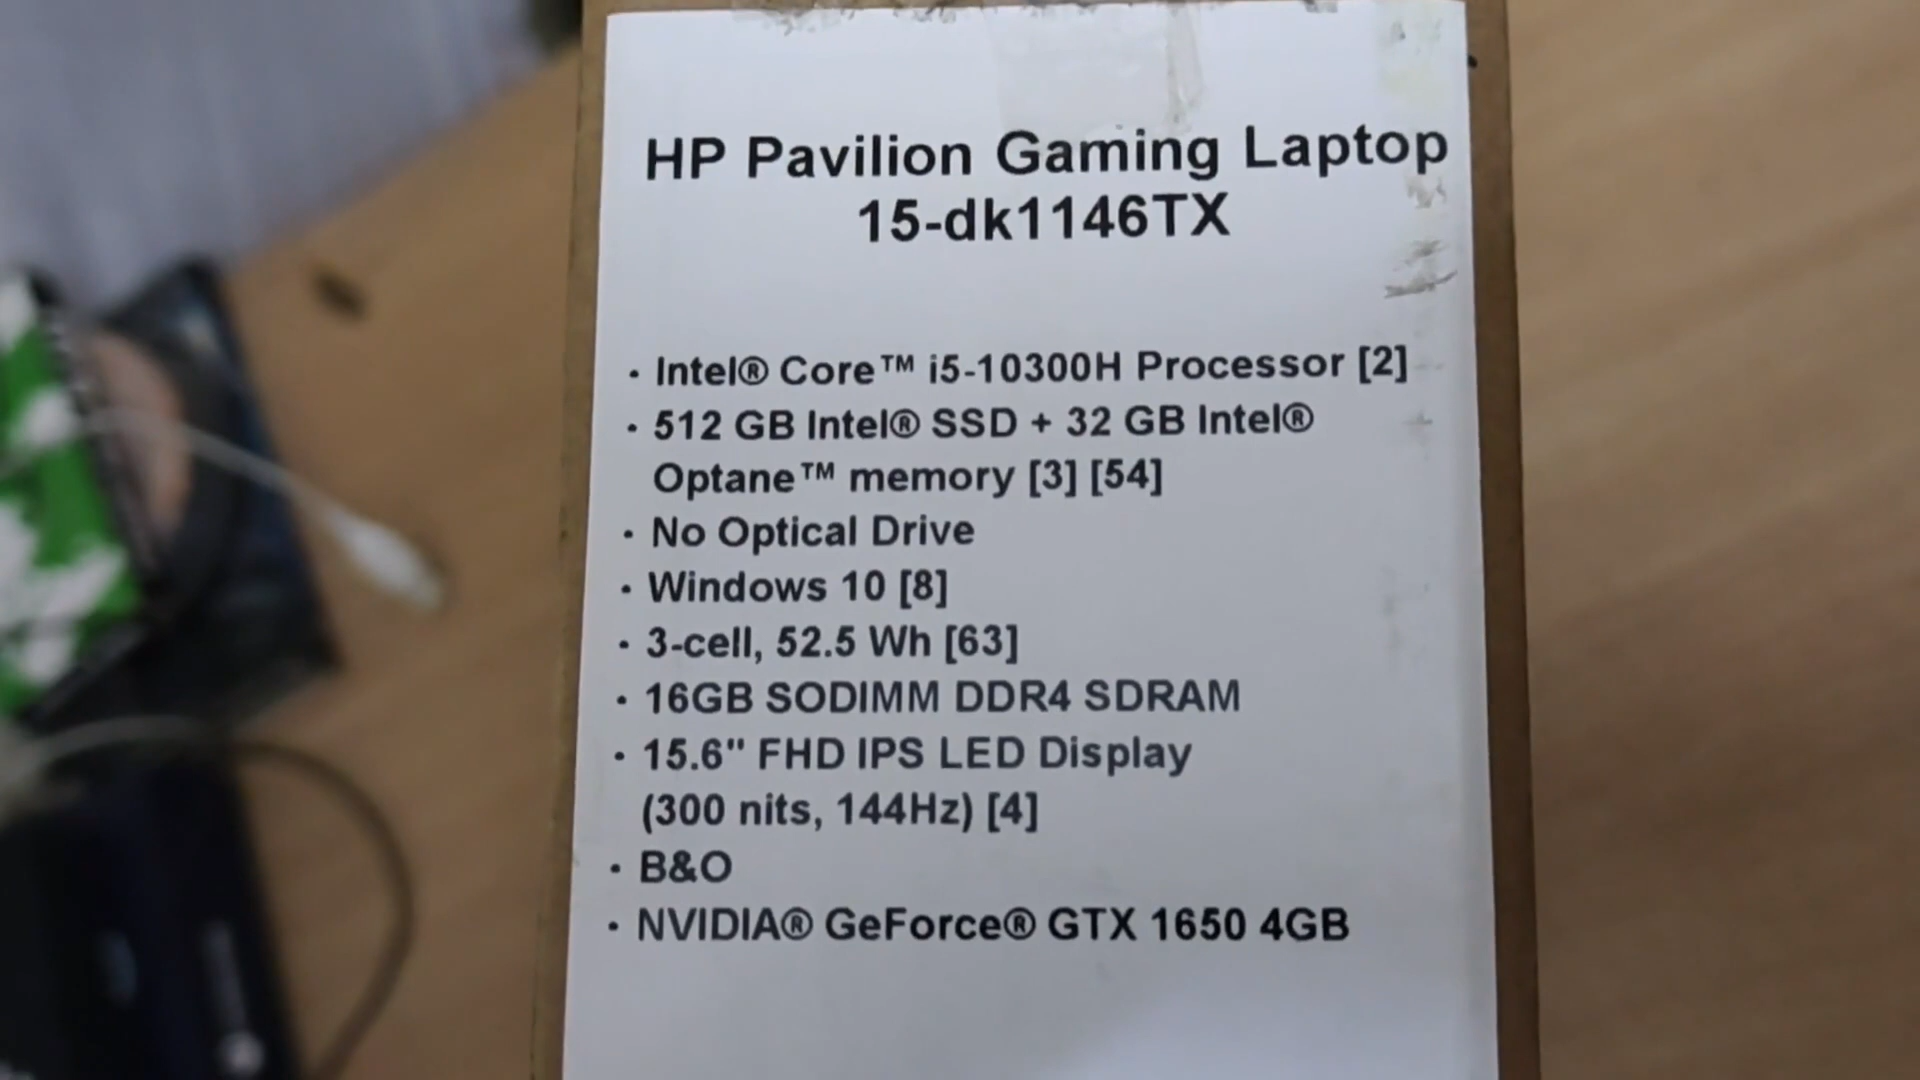 HP Pavilion Gaming Laptop
15-dk1146TX
· Intel® Core™ i5-10300H Processor [2]
· 512 GB Intel® SSD + 32 GB Intel®
Optane™ memory [3] [54]
· No Optical Drive
· Windows 10 [8]
· 3-cell, 52.5 Wh [63]
· 16GB SODIMM DDR4 SDRAM
· 15.6" FHD IPS LED Display
(300 nits, 144Hz) [4]
· B&O
· NVIDIA® GeForce® GTX 1650 4GB